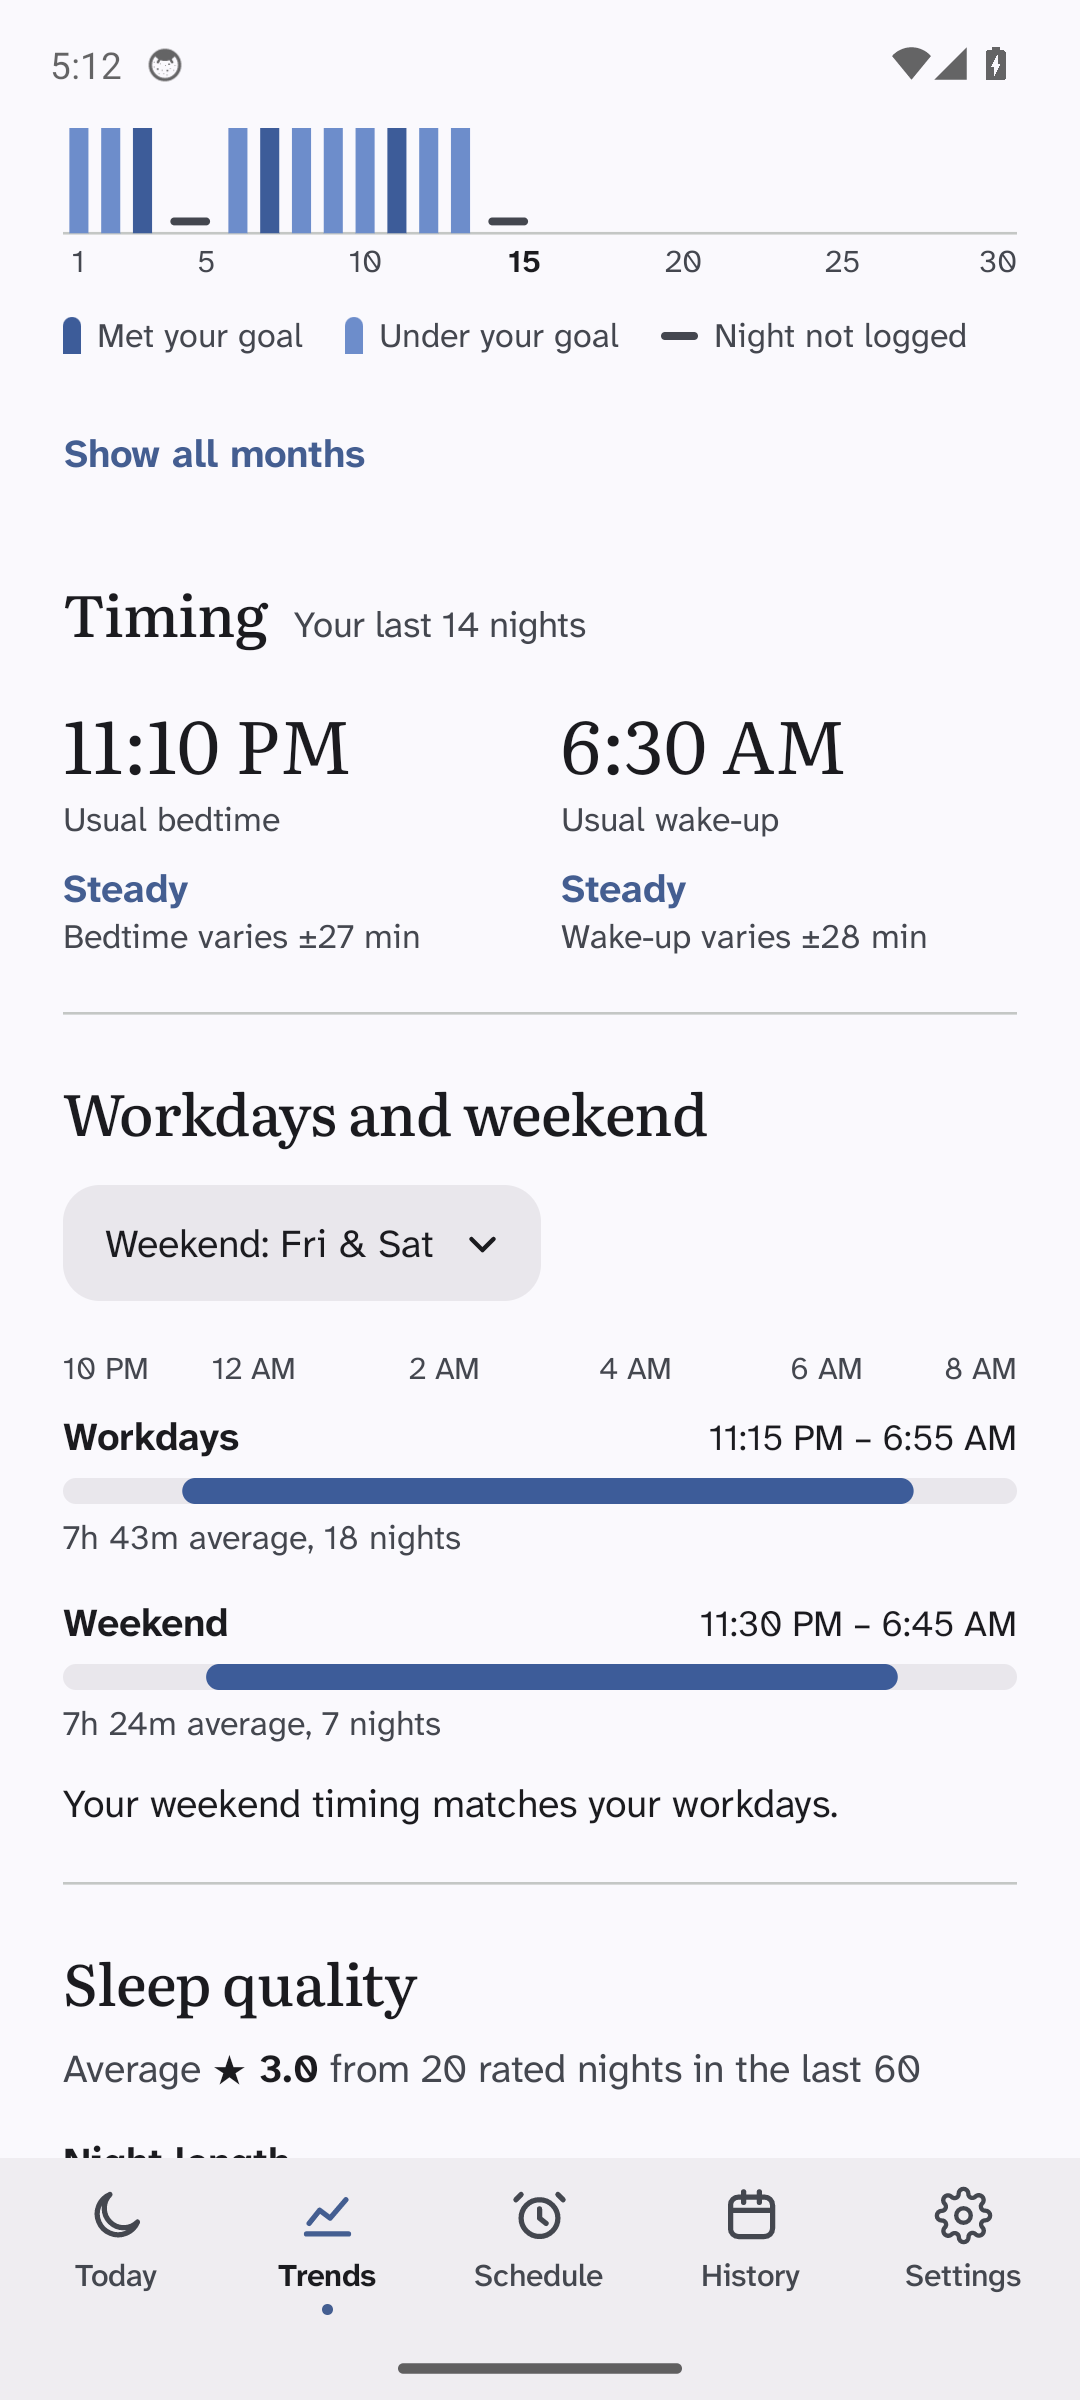 5:12
1 5 10 15 20 25 30
Met your goal Under your goal Night not logged
Show all months
Timing Your last 14 nights
11:10 PM 6:30 AM
Usual bedtime Usual wake-up
Steady Steady
Bedtime varies ±27 min Wake-up varies ±28 min
Workdays and weekend
Weekend: Fri & Sat
10 PM 12 AM 2 AM 4 AM 6 AM 8 AM
Workdays 11:15 PM – 6:55 AM
7h 43m average, 18 nights
Weekend 11:30 PM – 6:45 AM
7h 24m average, 7 nights
Your weekend timing matches your workdays.
Sleep quality
Average ★ 3.0 from 20 rated nights in the last 60
Night length
Today Trends Schedule History Settings